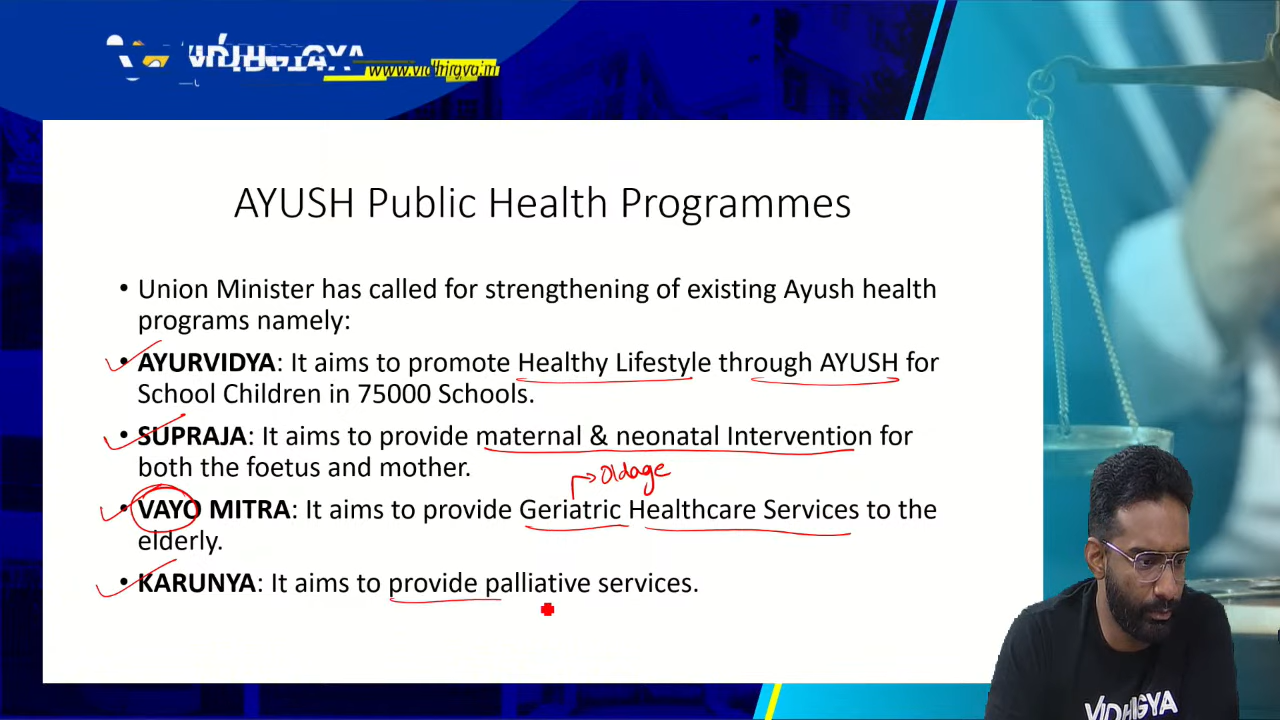 www.vidhigya.in
AYUSH Public Health Programmes
• Union Minister has called for strengthening of existing Ayush health
programs namely:
• AYURVIDYA: It aims to promote Healthy Lifestyle through AYUSH for
School Children in 75000 Schools.
• SUPRAJA: It aims to provide maternal & neonatal Intervention for
both the foetus and mother.
Oldage
• VAYO MITRA: It aims to provide Geriatric Healthcare Services to the
elderly.
• KARUNYA: It aims to provide palliative services.
VIDHIGYA